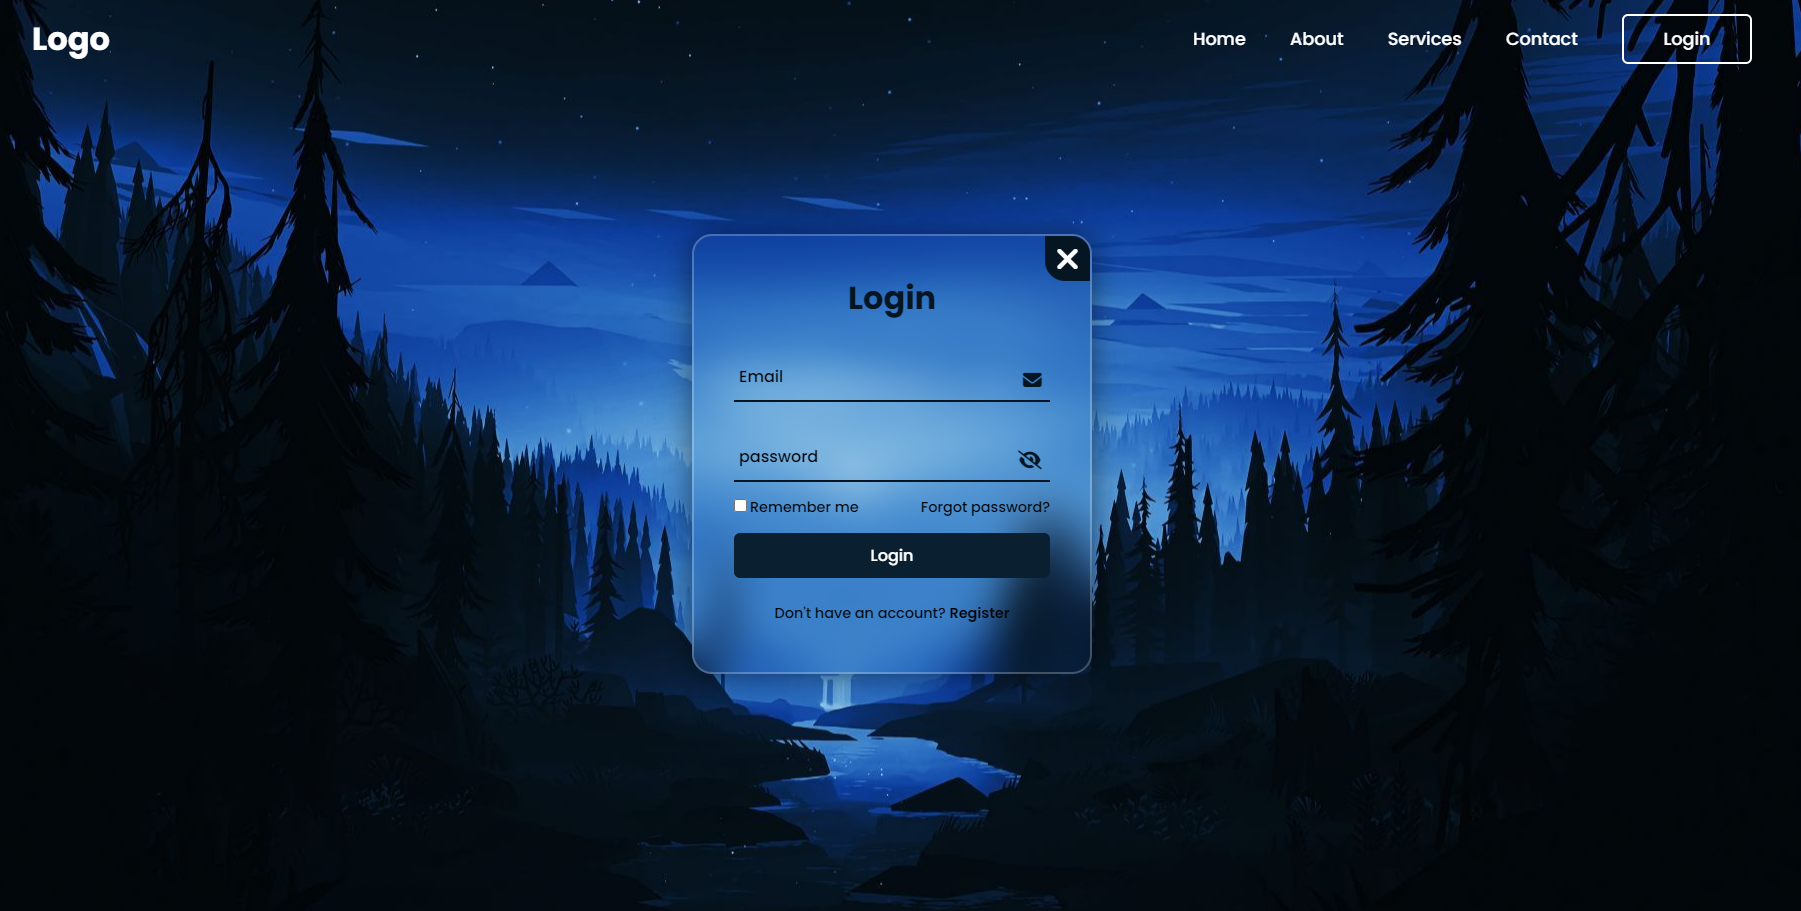 Logo
Home About Services Contact Login
Login
Email
password
Remember me Forgot password?
Login
Don't have an account? Register